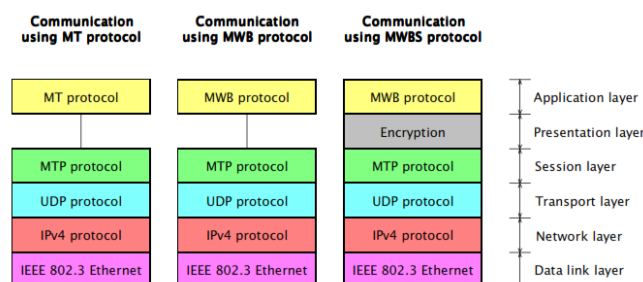 Communication
using MT protocol
Communication
using MWB protocol
Communication
using MWBS protocol
MT protocol
MWB protocol
MWB protocol
Application layer
Encryption
Presentation layer
MTP protocol
MTP protocol
MTP protocol
Session layer
UDP protocol
UDP protocol
UDP protocol
Transport layer
IPv4 protocol
IPv4 protocol
IPv4 protocol
Network layer
IEEE 802.3 Ethernet
IEEE 802.3 Ethernet
IEEE 802.3 Ethernet
Data link layer